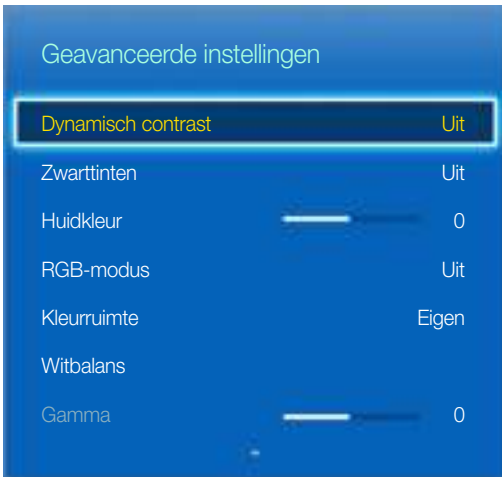 Geavanceerde instellingen
Dynamisch contrast Uit
Zwarttinten Uit
Huidkleur 0
RGB-modus Uit
Kleurruimte Eigen
Witbalans
Gamma 0